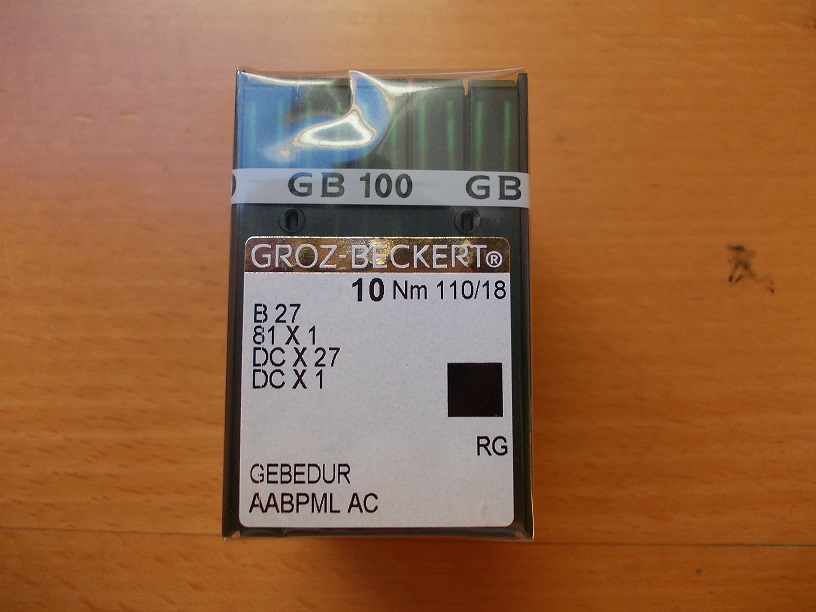 GB 100 GB
GROZ-BECKERT®
10 Nm 110/18
B 27
81 X 1
DC X 27
DC X 1
RG
GEBEDUR
AABPML AC